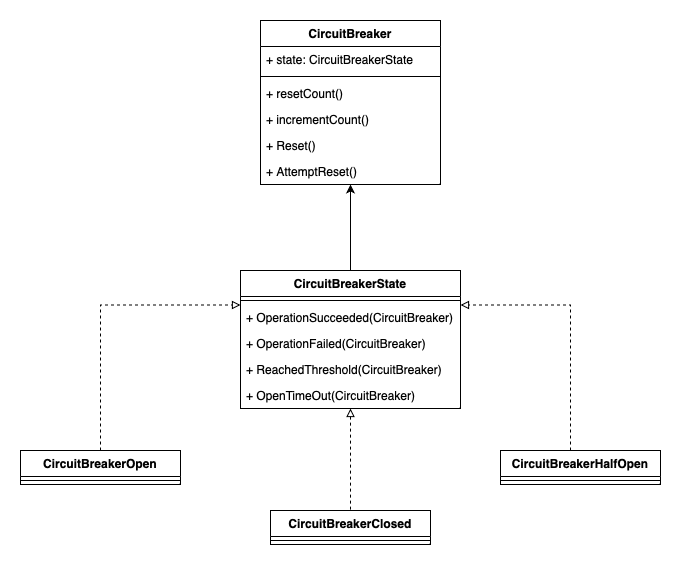 CircuitBreaker
+ state: CircuitBreakerState
+ resetCount()
+ incrementCount()
+ Reset()
+ AttemptReset()
CircuitBreakerState
+ OperationSucceeded(CircuitBreaker)
+ OperationFailed(CircuitBreaker)
+ ReachedThreshold(CircuitBreaker)
+ OpenTimeOut(CircuitBreaker)
CircuitBreakerOpen
CircuitBreakerHalfOpen
CircuitBreakerClosed